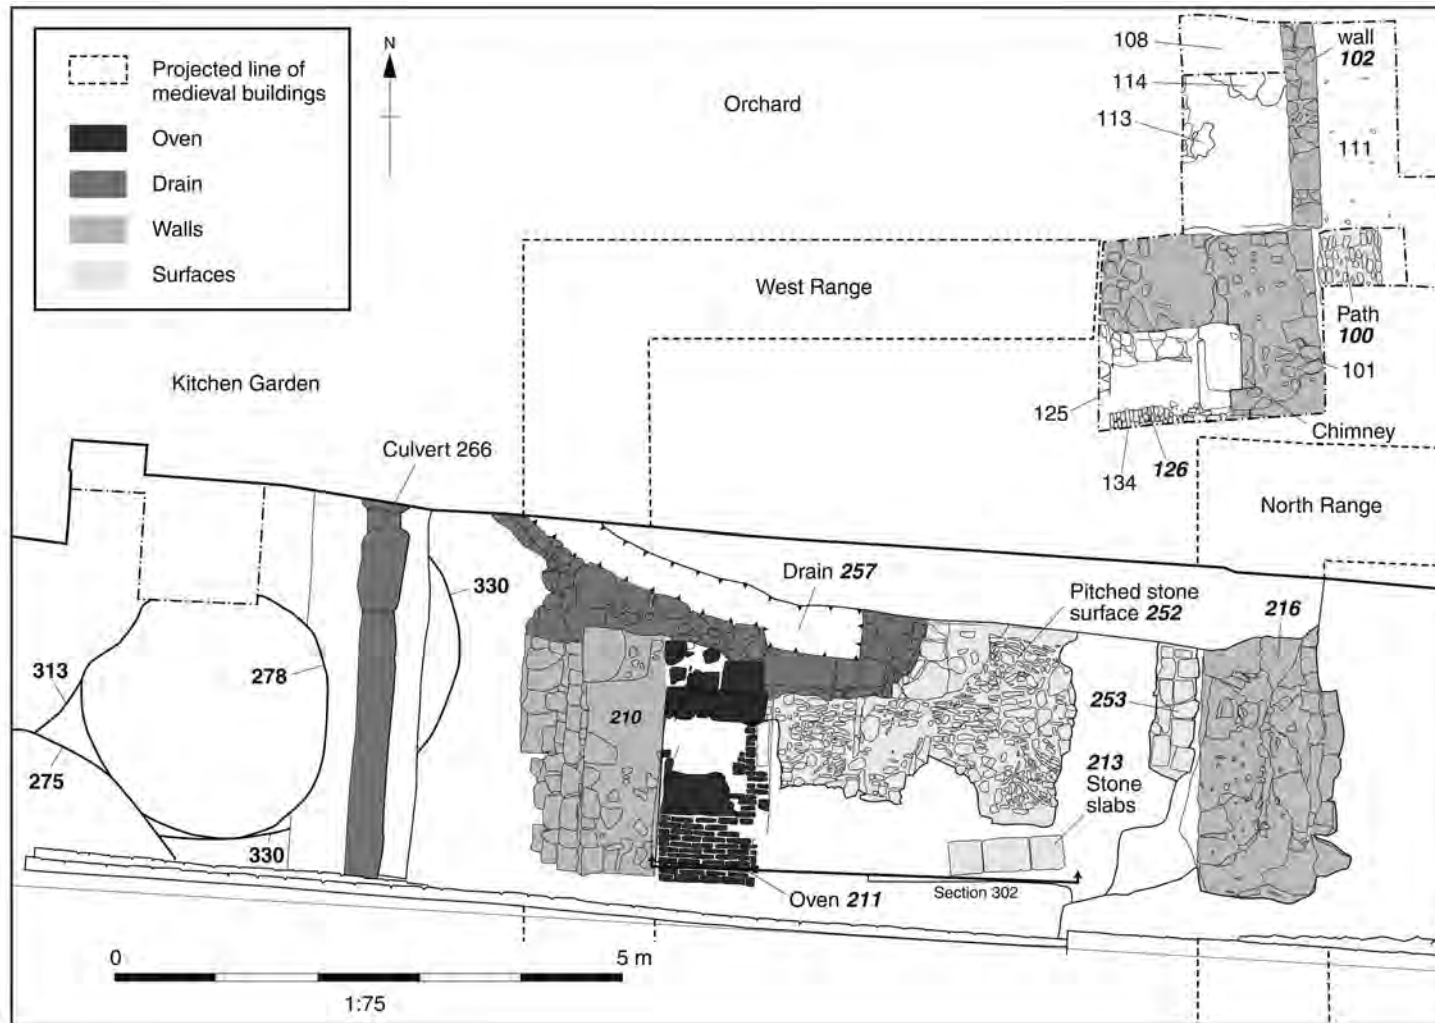 Projected line of
medieval buildings
Oven
Drain
Walls
Surfaces
N
Orchard
108
114
113
wall
102
111
West Range
Path
100
101
125
Chimney
134
126
Kitchen Garden
Culvert 266
North Range
330
Drain 257
Pitched stone
surface 252
216
313
278
210
253
275
213
Stone
slabs
330
Oven 211
Section 302
0
5 m
1:75